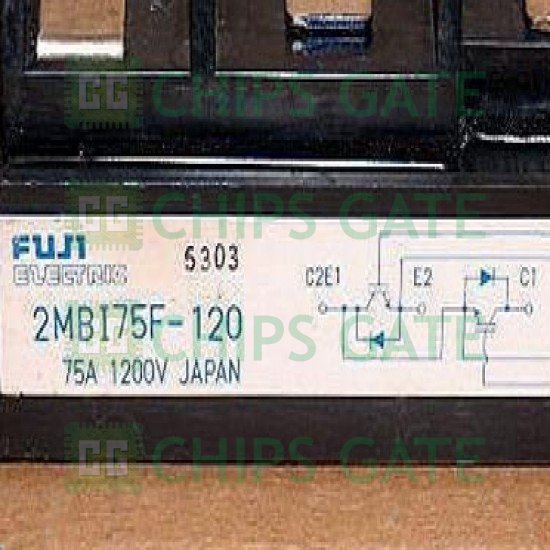 CHIPS GATE
CHIPS GATE
FUJI
ELECTRIC
5303
C2E1
E2
C1
2MBI75F-120
CHIPS GATE
75A 1200V JAPAN
CHIPS GATE